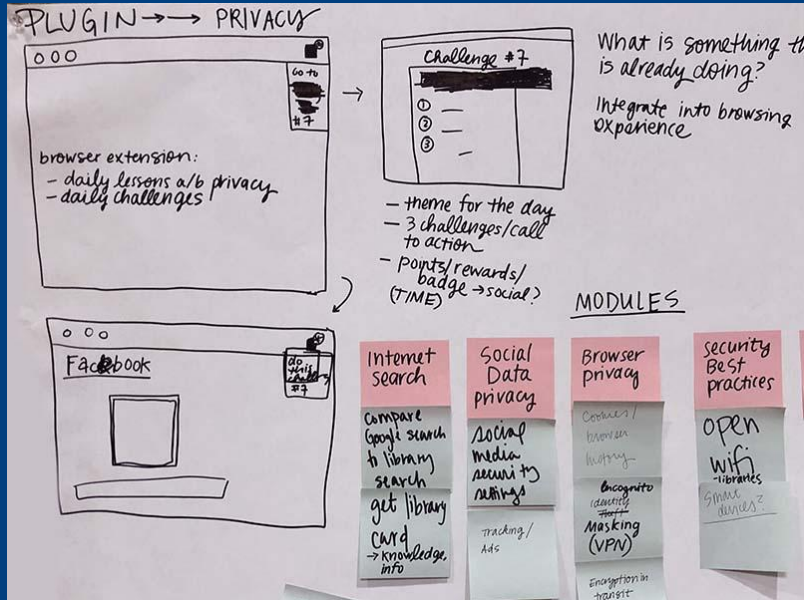 PLUGIN →→ PRIVACY
Go to
#7
browser extension:
- daily lessons a/b privacy
- daily challenges
Challenge #7
①
②
③
- theme for the day
- 3 challenges/call
to action
- points/rewards/
badge → social?
(TIME)
What is something
is already doing?
Integrate into browsing
experience
Facebook
do
this
#7
MODULES
Internet
search
compare
Google search
to library
search
get library
card
→ knowledge,
info
Social
Data
privacy
social
media
security
settings
Tracking/
Ads
Browser
privacy
Cookies/
browser
history
Incognito
identity
Masking
(VPN)
Encryption in
transit
security
Best
practices
open
wifi
-libraries
Smart
devices?